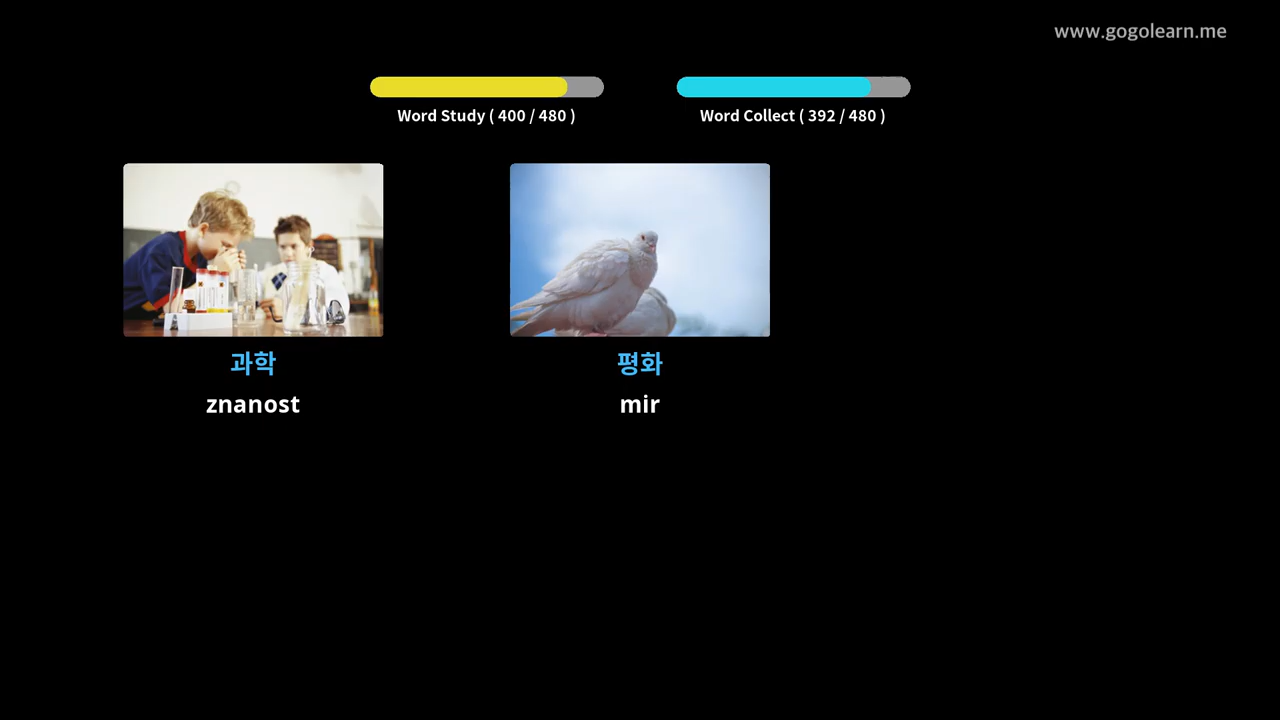 www.gogolearn.me
Word Study ( 400 / 480 )
Word Collect ( 392 / 480 )
과학
znanost
평화
mir